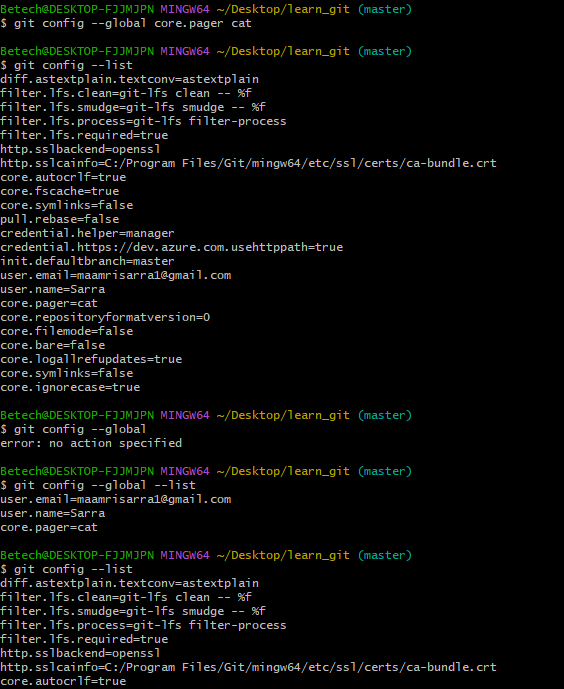 Betech@DESKTOP-FJJMJPN MINGW64 ~/Desktop/learn_git (master)
$ git config --global core.pager cat
Betech@DESKTOP-FJJMJPN MINGW64 ~/Desktop/learn_git (master)
$ git config --list
diff.astextplain.textconv=astextplain
filter.lfs.clean=git-lfs clean -- %f
filter.lfs.smudge=git-lfs smudge -- %f
filter.lfs.process=git-lfs filter-process
filter.lfs.required=true
http.sslbackend=openssl
http.sslcainfo=C:/Program Files/Git/mingw64/etc/ssl/certs/ca-bundle.crt
core.autocrlf=true
core.fscache=true
core.symlinks=false
pull.rebase=false
credential.helper=manager
credential.https://dev.azure.com.usehttppath=true
init.defaultbranch=master
user.email=maamrisarra1@gmail.com
user.name=Sarra
core.pager=cat
core.repositoryformatversion=0
core.filemode=false
core.bare=false
core.logallrefupdates=true
core.symlinks=false
core.ignorecase=true
Betech@DESKTOP-FJJMJPN MINGW64 ~/Desktop/learn_git (master)
$ git config --global
error: no action specified
Betech@DESKTOP-FJJMJPN MINGW64 ~/Desktop/learn_git (master)
$ git config --global --list
user.email=maamrisarra1@gmail.com
user.name=Sarra
core.pager=cat
Betech@DESKTOP-FJJMJPN MINGW64 ~/Desktop/learn_git (master)
$ git config --list
diff.astextplain.textconv=astextplain
filter.lfs.clean=git-lfs clean -- %f
filter.lfs.smudge=git-lfs smudge -- %f
filter.lfs.process=git-lfs filter-process
filter.lfs.required=true
http.sslbackend=openssl
http.sslcainfo=C:/Program Files/Git/mingw64/etc/ssl/certs/ca-bundle.crt
core.autocrlf=true